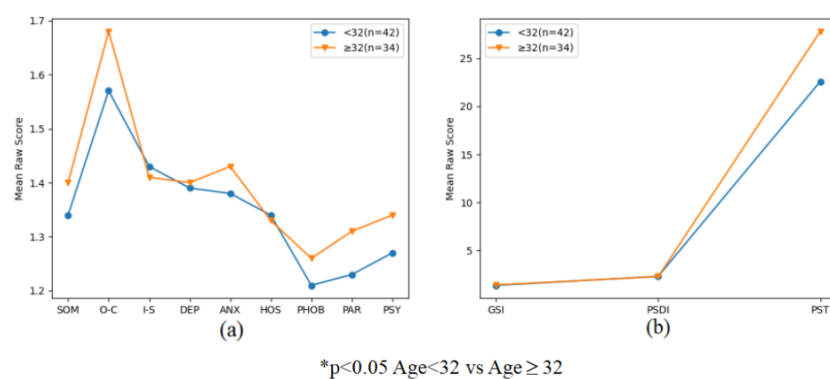 1.7
1.6
1.5
1.4
1.3
1.2
Mean Raw Score
<32(n=42)
≥32(n=34)
SOM O-C I-S DEP ANX HOS PHOB PAR PSY
(a)
25
20
15
10
5
Mean Raw Score
<32(n=42)
≥32(n=34)
GSI PSDI PST
(b)
*p<0.05 Age<32 vs Age≥32